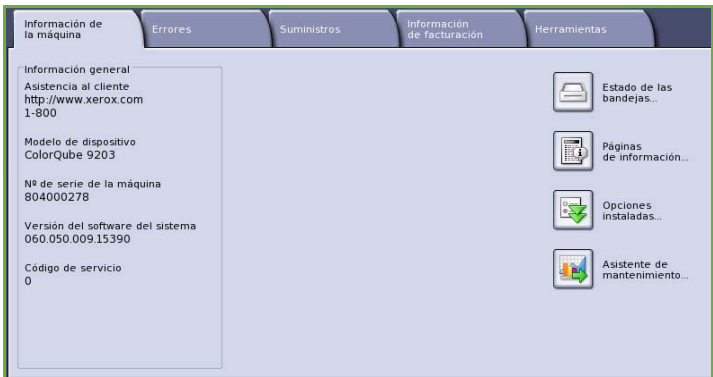 Información de
la máquina
Errores
Suministros
Información
de facturación
Herramientas
Información general
Asistencia al cliente
http://www.xerox.com
1-800
Modelo de dispositivo
ColorQube 9203
Nº de serie de la máquina
804000278
Versión del software del sistema
060.050.009.15390
Código de servicio
0
Estado de las
bandejas...
Páginas
de información...
Opciones
instaladas...
Asistente de
mantenimiento...